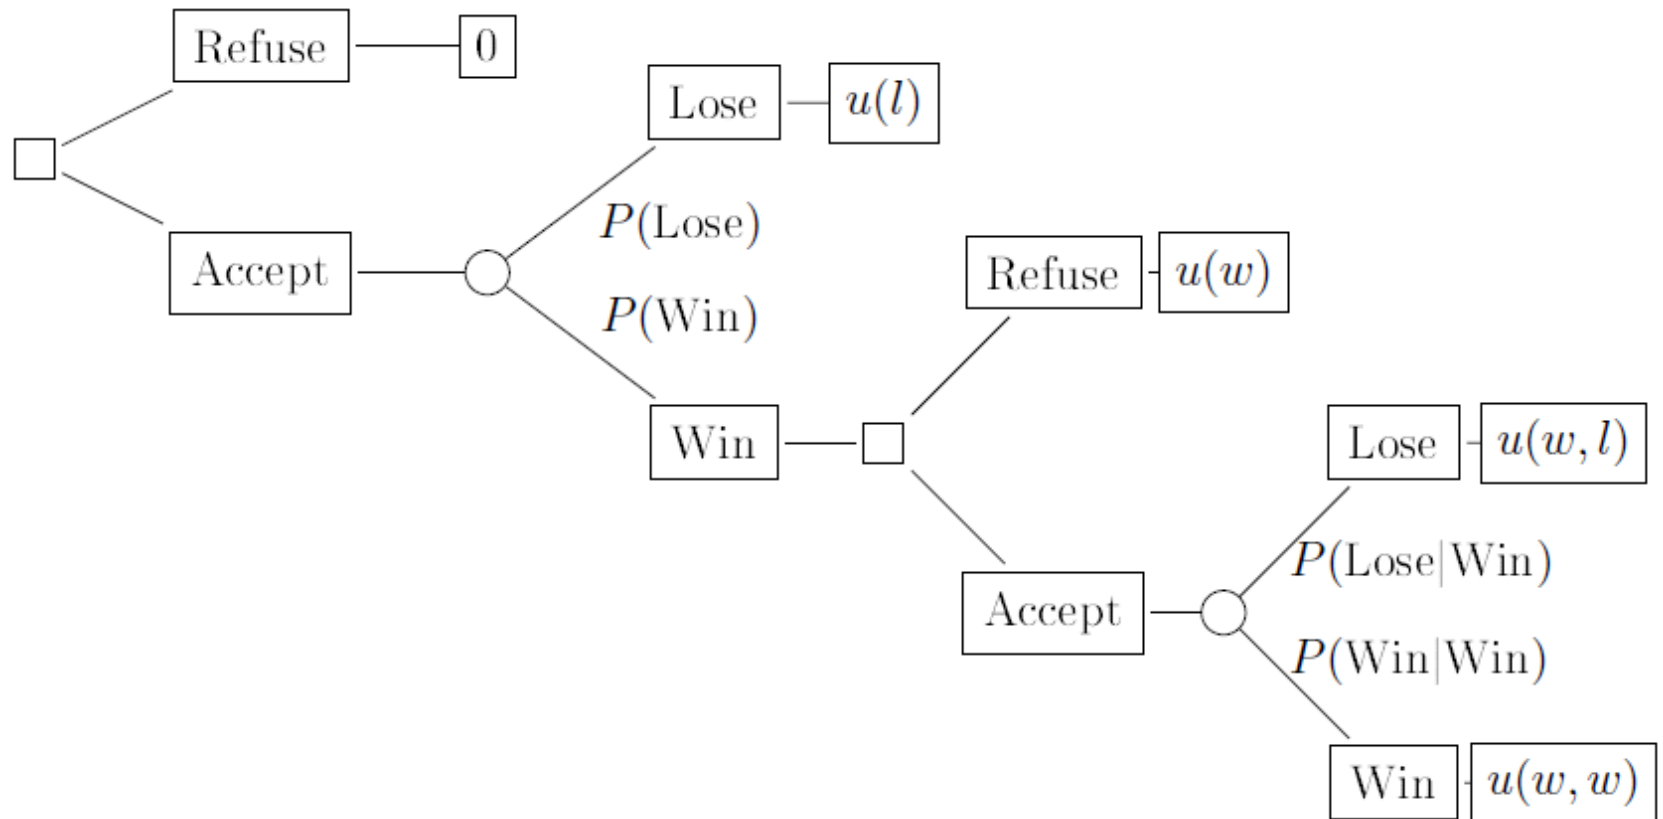 Refuse
0
Lose
u(l)
P(Lose)
Accept
Refuse
u(w)
P(Win)
Win
Lose
u(w, l)
P(Lose|Win)
Accept
P(Win|Win)
Win
u(w, w)